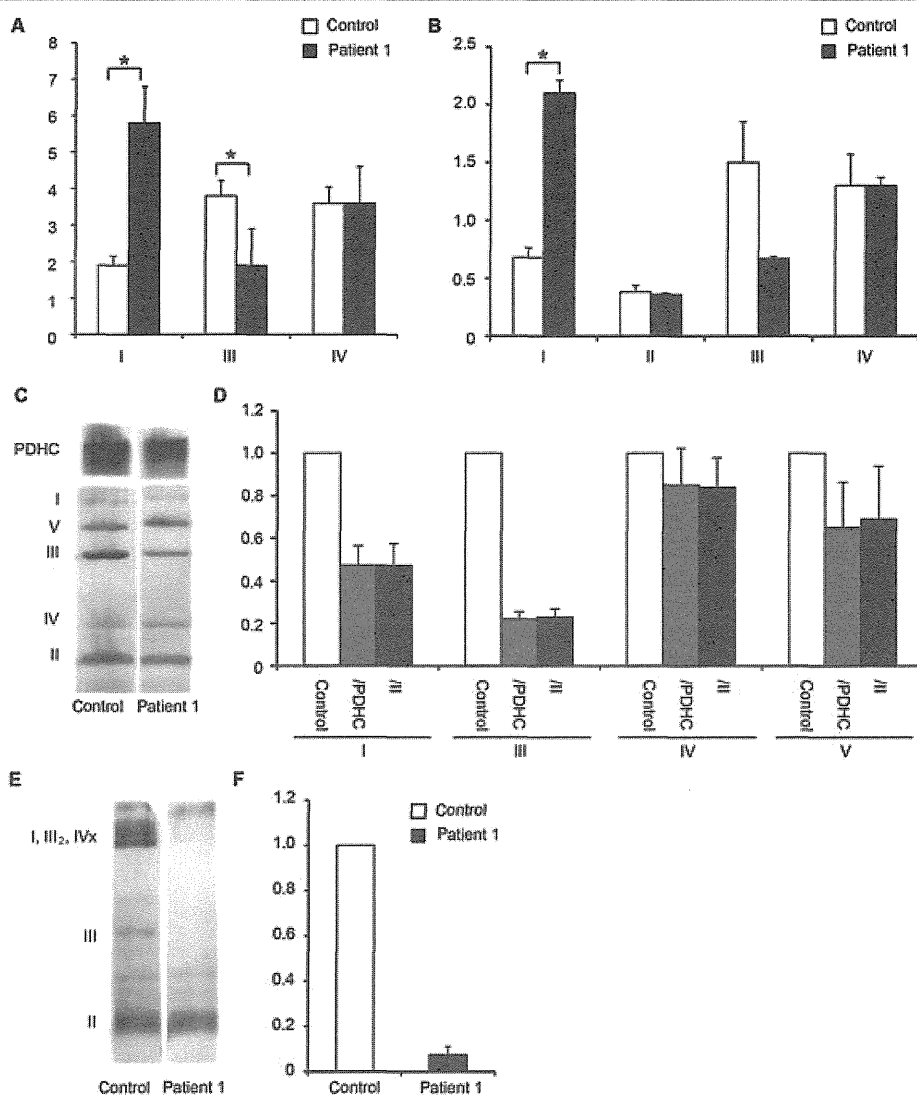 A
Control
Patient 1
8
7
6
5
4
3
2
1
0
*
*
I
III
IV
B
Control
Patient 1
2.5
2.0
1.5
1.0
0.5
0
*
I
II
III
IV
C
PDHC
I
V
III
IV
II
Control Patient 1
D
1.2
1.0
0.8
0.6
0.4
0.2
0
Control /PDHC /II
Control /PDHC /II
Control /PDHC /II
Control /PDHC /II
I
III
IV
V
E
I, III₂, IVx
III
II
Control Patient 1
F
Control
Patient 1
1.2
1.0
0.8
0.6
0.4
0.2
0
Control
Patient 1